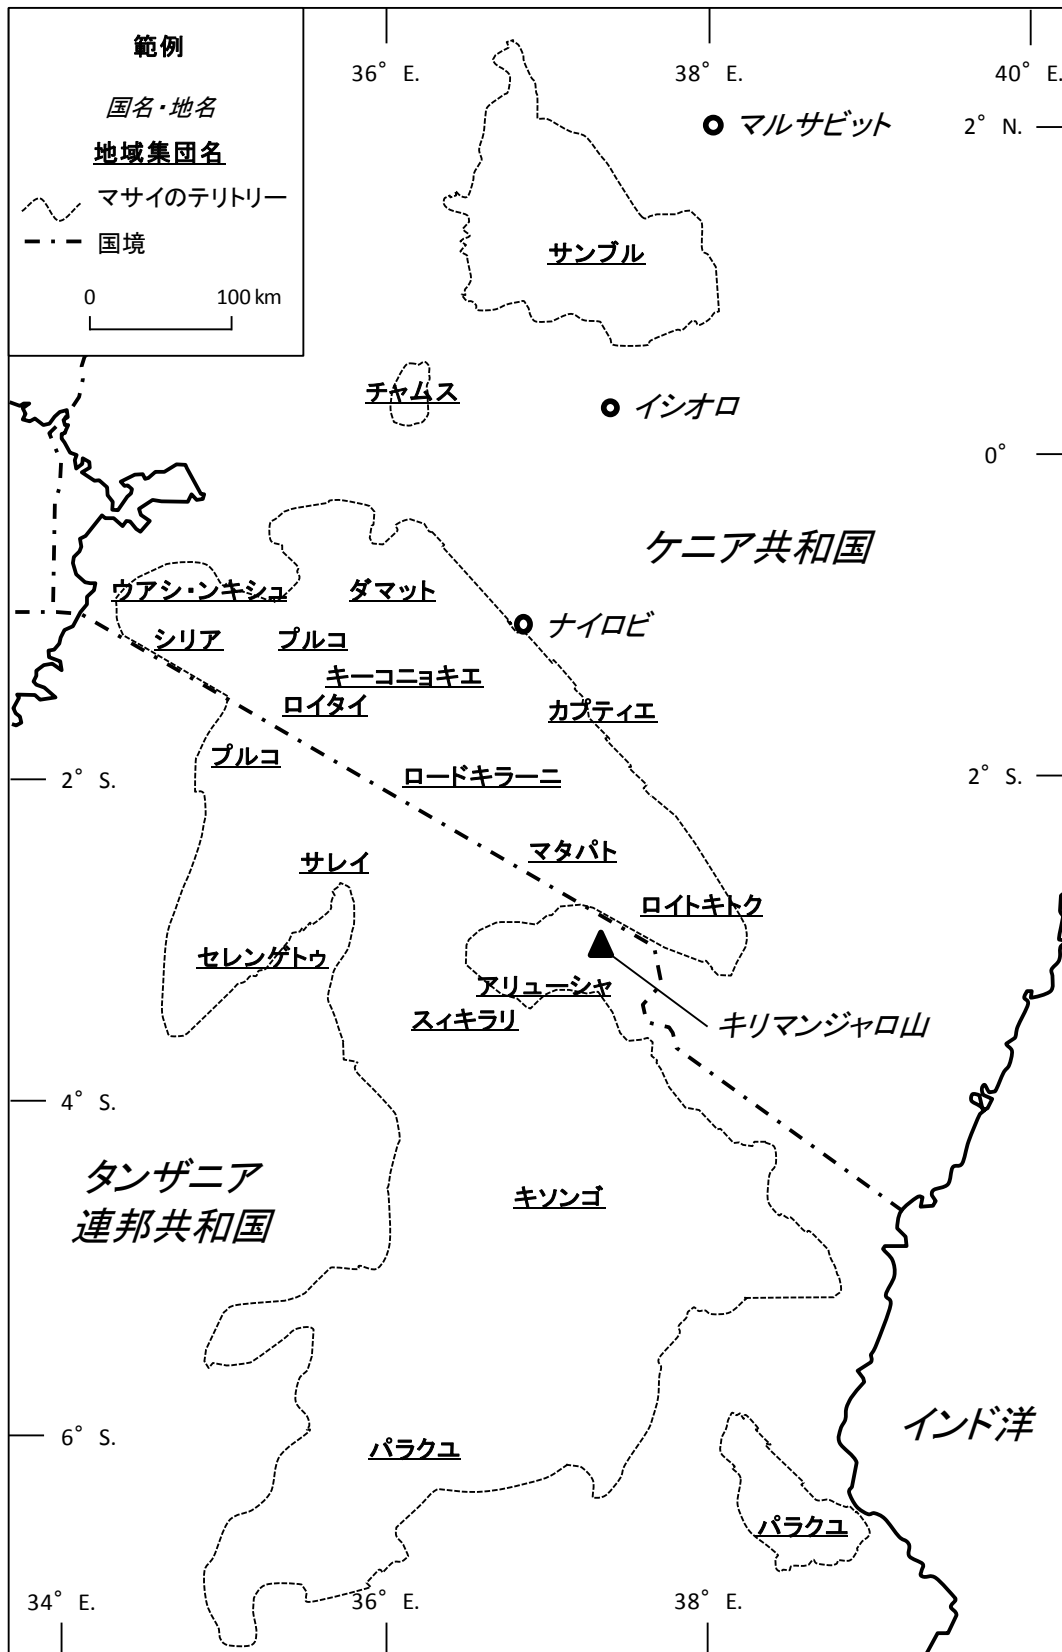 範例
国名・地名
地域集団名
マサイのテリトリー
国境
0 100 km
36° E.
38° E.
40° E.
マルサビット
2° N.
サンブル
チャムス
イシオロ
0°
ケニア共和国
ウアシ・ンキシュ
ダマット
ナイロビ
シリア
プルコ
キーコニョキエ
ロイタイ
カプティエ
プルコ
ロードキラーニ
2° S.
2° S.
マタパト
サレイ
ロイトキトク
セレンゲトゥ
アリューシャ
スィキラリ
キリマンジャロ山
4° S.
タンザニア
連邦共和国
キソンゴ
インド洋
6° S.
パラクユ
パラクユ
34° E.
36° E.
38° E.